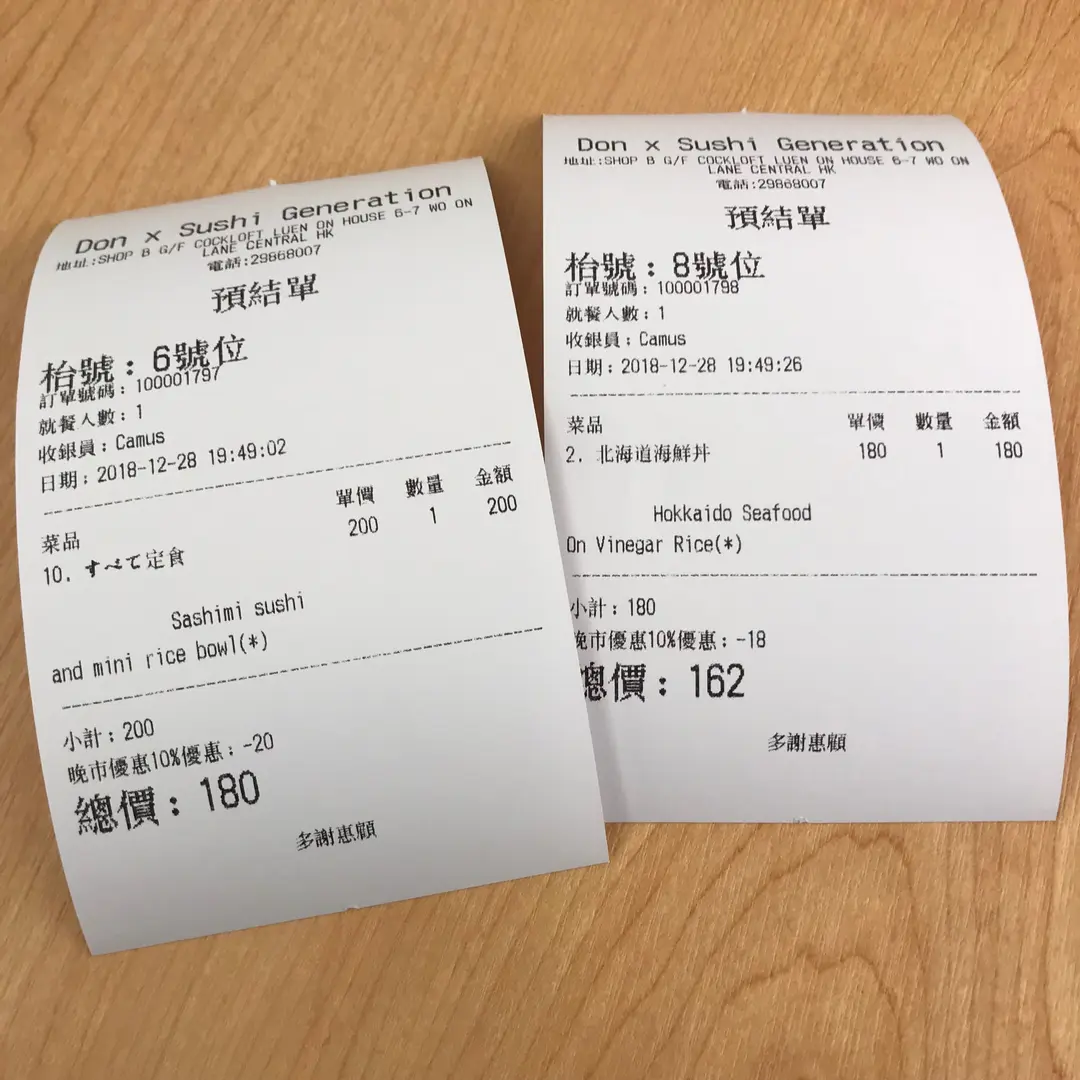 Don x Sushi Generation
地址:SHOP B G/F COCKLOFT LUEN ON HOUSE 6-7 WO ON
LANE CENTRAL HK
電話:29868007
預結單
枱號：6號位
訂單號碼：100001797
就餐人數：1
收銀員：Camus
日期：2018-12-28 19:49:02
菜品 單價 數量 金額
10. すべて定食 200 1 200
Sashimi sushi
and mini rice bowl(*)
小計：200
晚市優惠10%優惠：-20
總價：180
多謝惠顧
Don x Sushi Generation
地址:SHOP B G/F COCKLOFT LUEN ON HOUSE 6-7 WO ON
LANE CENTRAL HK
電話:29868007
預結單
枱號：8號位
訂單號碼：100001798
就餐人數：1
收銀員：Camus
日期：2018-12-28 19:49:26
菜品 單價 數量 金額
2. 北海道海鮮丼 180 1 180
Hokkaido Seafood
On Vinegar Rice(*)
小計：180
晚市優惠10%優惠：-18
總價：162
多謝惠顧